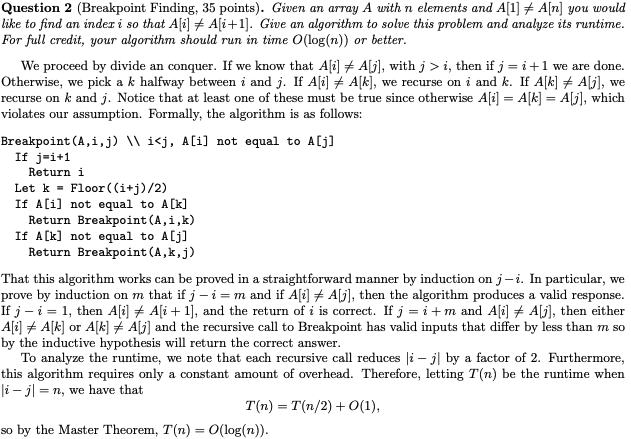 Question 2 (Breakpoint Finding, 35 points). Given an array A with n elements and A[1] ≠ A[n] you would
like to find an index i so that A[i] ≠ A[i+1]. Give an algorithm to solve this problem and analyze its runtime.
For full credit, your algorithm should run in time O(log(n)) or better.
We proceed by divide an conquer. If we know that A[i] ≠ A[j], with j > i, then if j = i+1 we are done.
Otherwise, we pick a k halfway between i and j. If A[i] ≠ A[k], we recurse on i and k. If A[k] ≠ A[j], we
recurse on k and j. Notice that at least one of these must be true since otherwise A[i] = A[k] = A[j], which
violates our assumption. Formally, the algorithm is as follows:
Breakpoint(A,i,j) \\ i<j, A[i] not equal to A[j]
If j=i+1
Return i
Let k = Floor((i+j)/2)
If A[i] not equal to A[k]
Return Breakpoint(A,i,k)
If A[k] not equal to A[j]
Return Breakpoint(A,k,j)
That this algorithm works can be proved in a straightforward manner by induction on j−i. In particular, we
prove by induction on m that if j − i = m and if A[i] ≠ A[j], then the algorithm produces a valid response.
If j − i = 1, then A[i] ≠ A[i + 1], and the return of i is correct. If j = i + m and A[i] ≠ A[j], then either
A[i] ≠ A[k] or A[k] ≠ A[j] and the recursive call to Breakpoint has valid inputs that differ by less than m so
by the inductive hypothesis will return the correct answer.
To analyze the runtime, we note that each recursive call reduces |i − j| by a factor of 2. Furthermore,
this algorithm requires only a constant amount of overhead. Therefore, letting T(n) be the runtime when
|i − j| = n, we have that
T(n) = T(n/2) + O(1),
so by the Master Theorem, T(n) = O(log(n)).